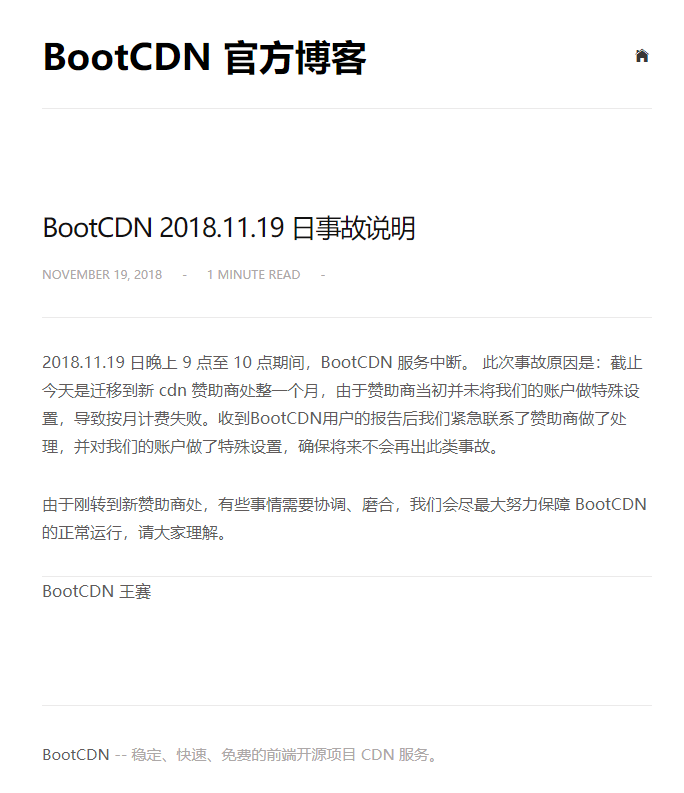 BootCDN 官方博客
BootCDN 2018.11.19 日事故说明
NOVEMBER 19, 2018 - 1 MINUTE READ -
2018.11.19 日晚上 9 点至 10 点期间，BootCDN 服务中断。 此次事故原因是：截止
今天是迁移到新 cdn 赞助商处整一个月，由于赞助商当初并未将我们的账户做特殊设
置，导致按月计费失败。收到BootCDN用户的报告后我们紧急联系了赞助商做了处
理，并对我们的账户做了特殊设置，确保将来不会再出此类事故。
由于刚转到新赞助商处，有些事情需要协调、磨合，我们会尽最大努力保障 BootCDN
的正常运行，请大家理解。
BootCDN 王赛
BootCDN -- 稳定、快速、免费的前端开源项目 CDN 服务。